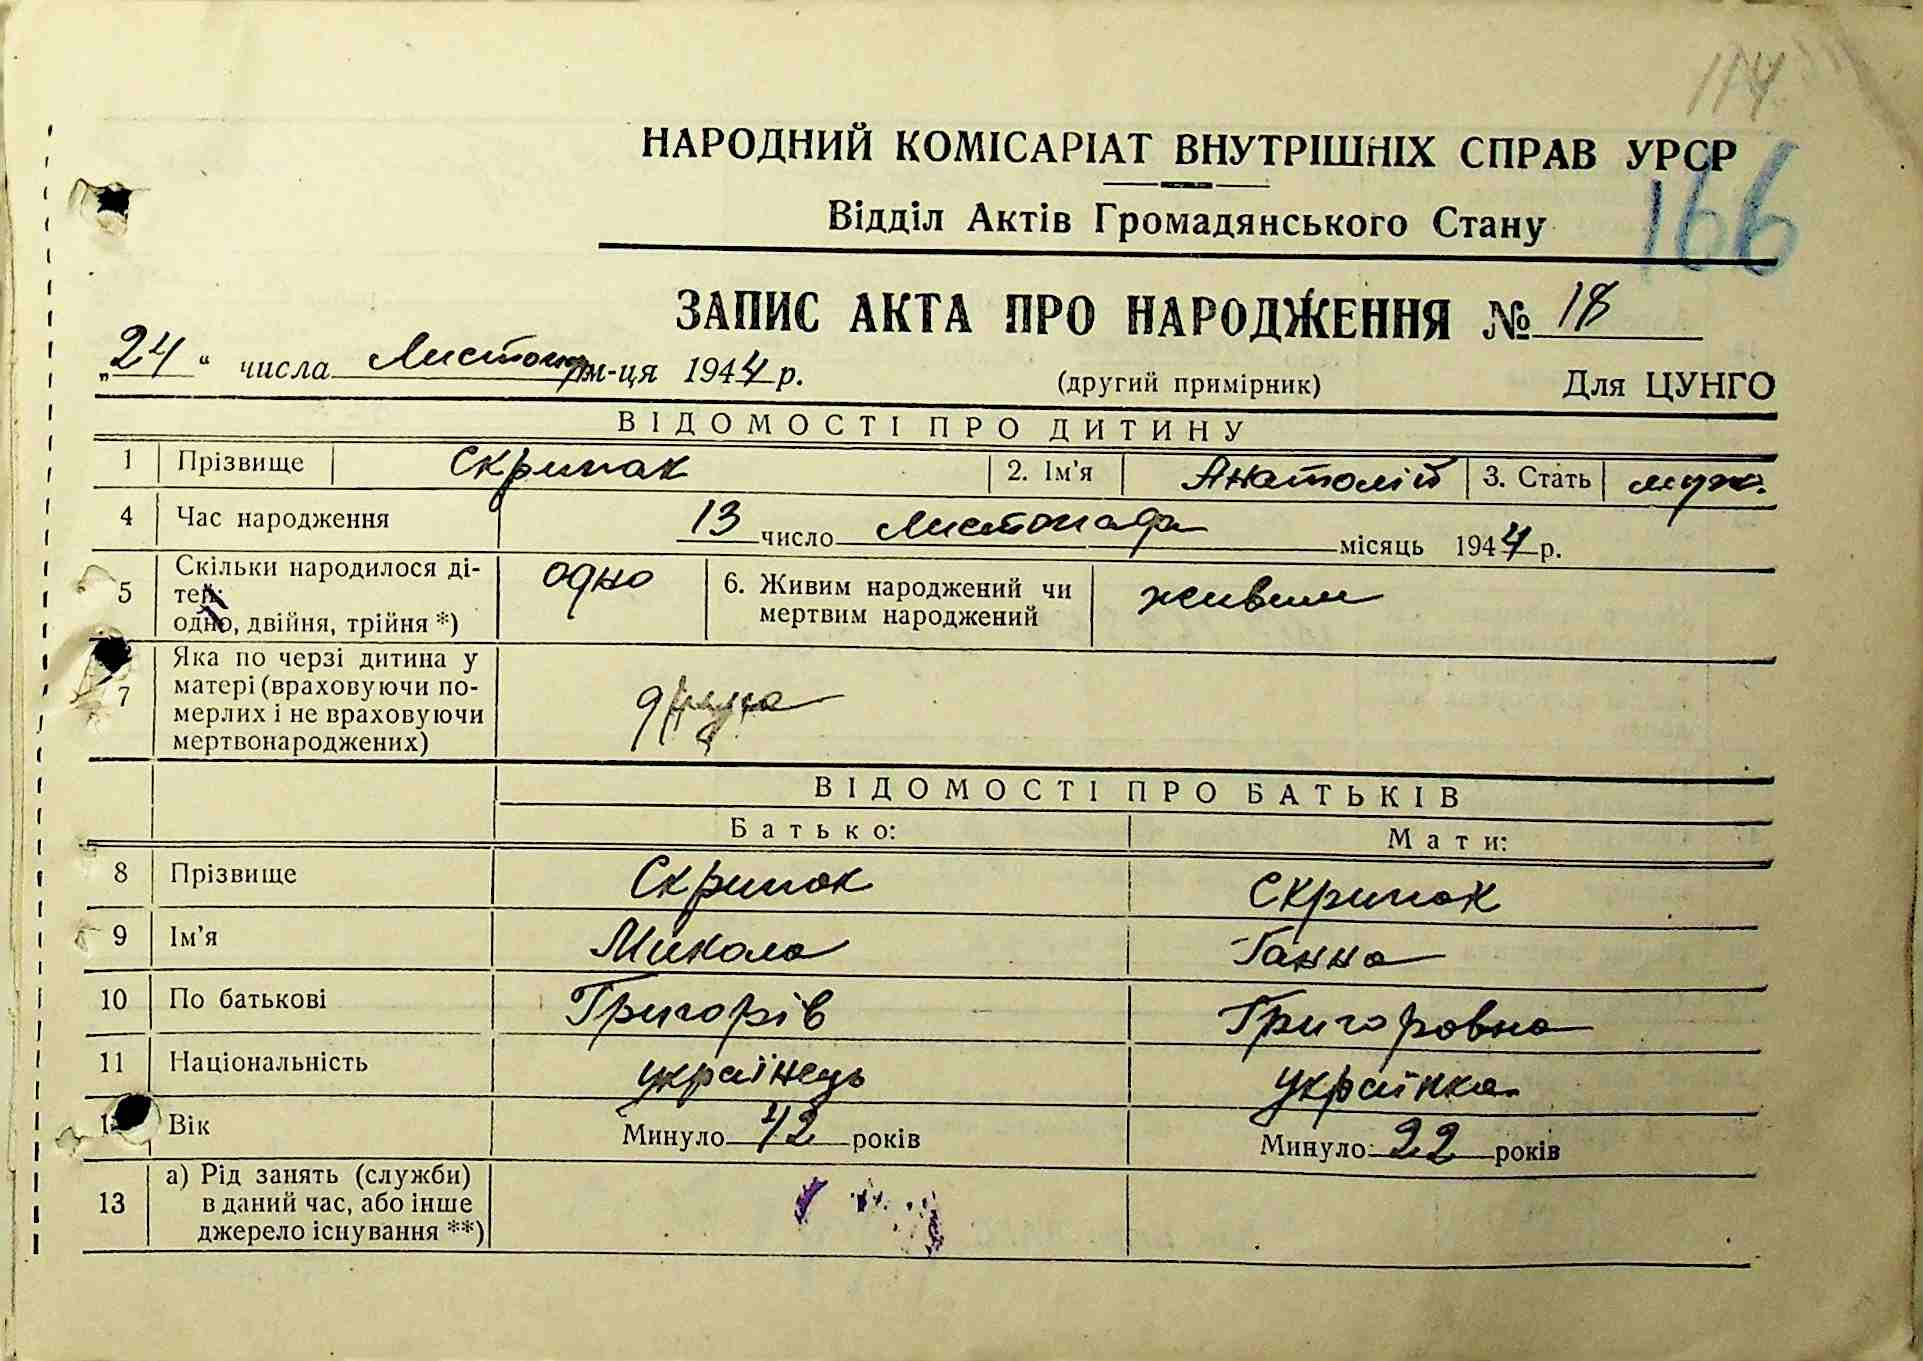 114
НАРОДНИЙ КОМІСАРІАТ ВНУТРІШНІХ СПРАВ УРСР
166
Відділ Актів Громадянського Стану
ЗАПИС АКТА ПРО НАРОДЖЕННЯ № 18
„24“ числа Листопад м-ця 1944 р. (другий примірник) Для ЦУНГО
ВІДОМОСТІ ПРО ДИТИНУ
1 Прізвище Скрипак 2. Ім'я Анатолій 3. Стать муж.
4 Час народження 13 число листопада місяць 1944 р.
5 Скільки народилося дітей: одно, двійня, трійня *) одно 6. Живим народжений чи мертвим народжений живим
7 Яка по черзі дитина у матері (враховуючи померлих і не враховуючи мертвонароджених) друга
ВІДОМОСТІ ПРО БАТЬКІВ
Батько: Мати:
8 Прізвище Скрипак Скрипак
9 Ім'я Микола Ганна
10 По батькові Григорів Григоровна
11 Національність українець українка
12 Вік Минуло 42 років Минуло 22 років
13 а) Рід занять (служби) в даний час, або інше джерело існування **)